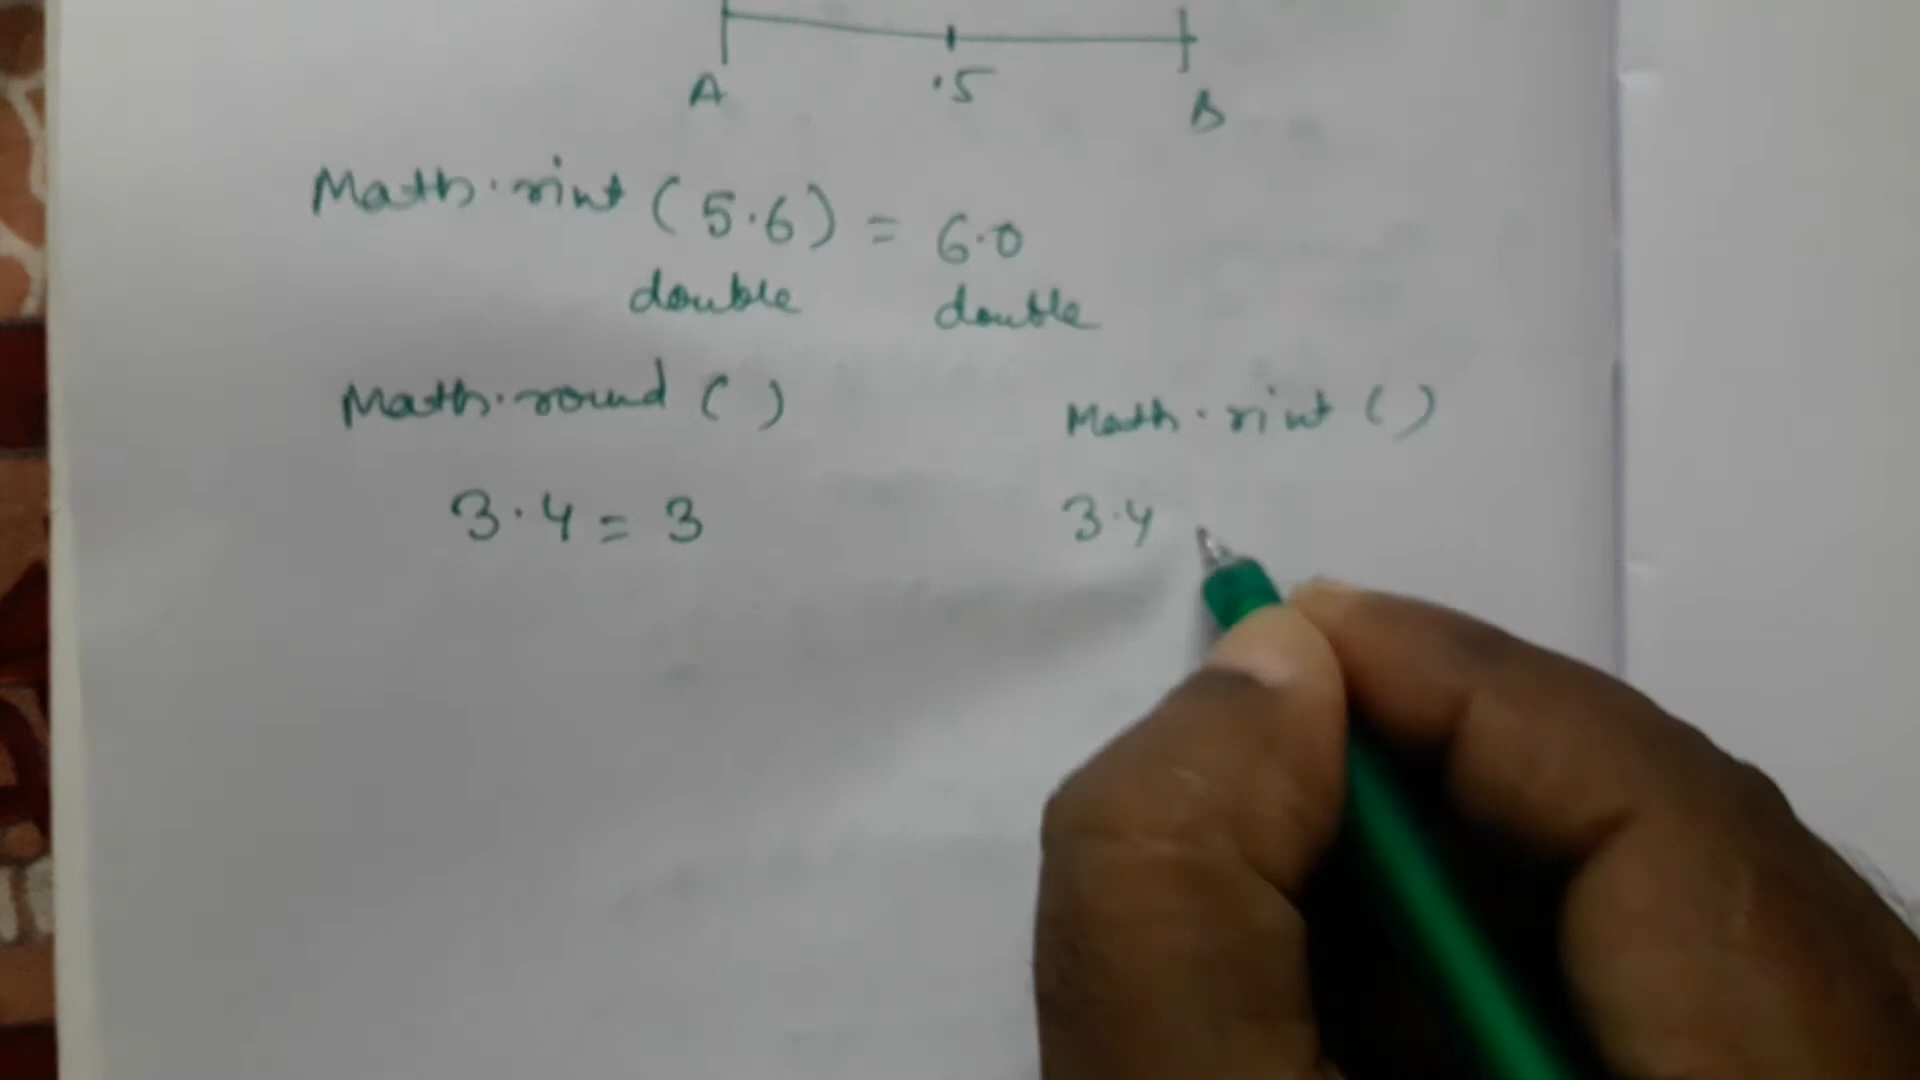 A .5 B
Math.rint (5.6) = 6.0
double double
Math.round ( ) Math.rint ( )
3.4 = 3 3.4